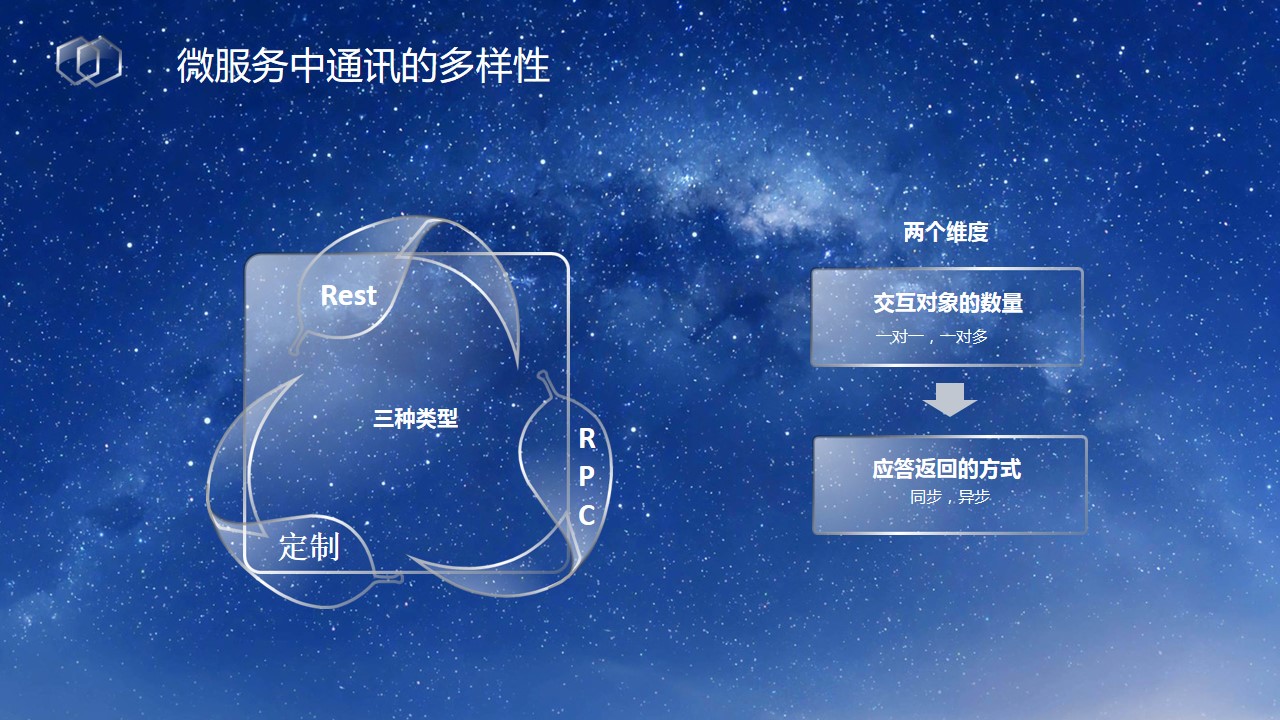 微服务中通讯的多样性
Rest
三种类型
RPC
定制
两个维度
交互对象的数量
一对一，一对多
应答返回的方式
同步，异步